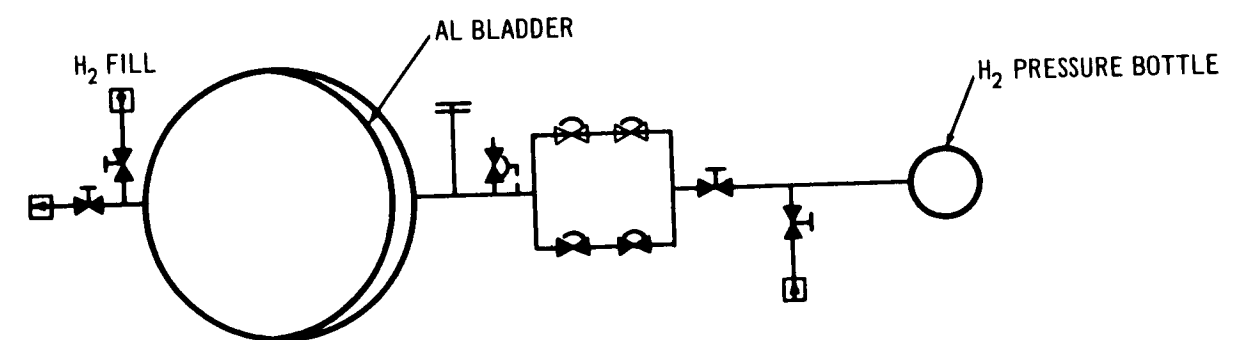 AL BLADDER
H₂ FILL
H₂ PRESSURE BOTTLE